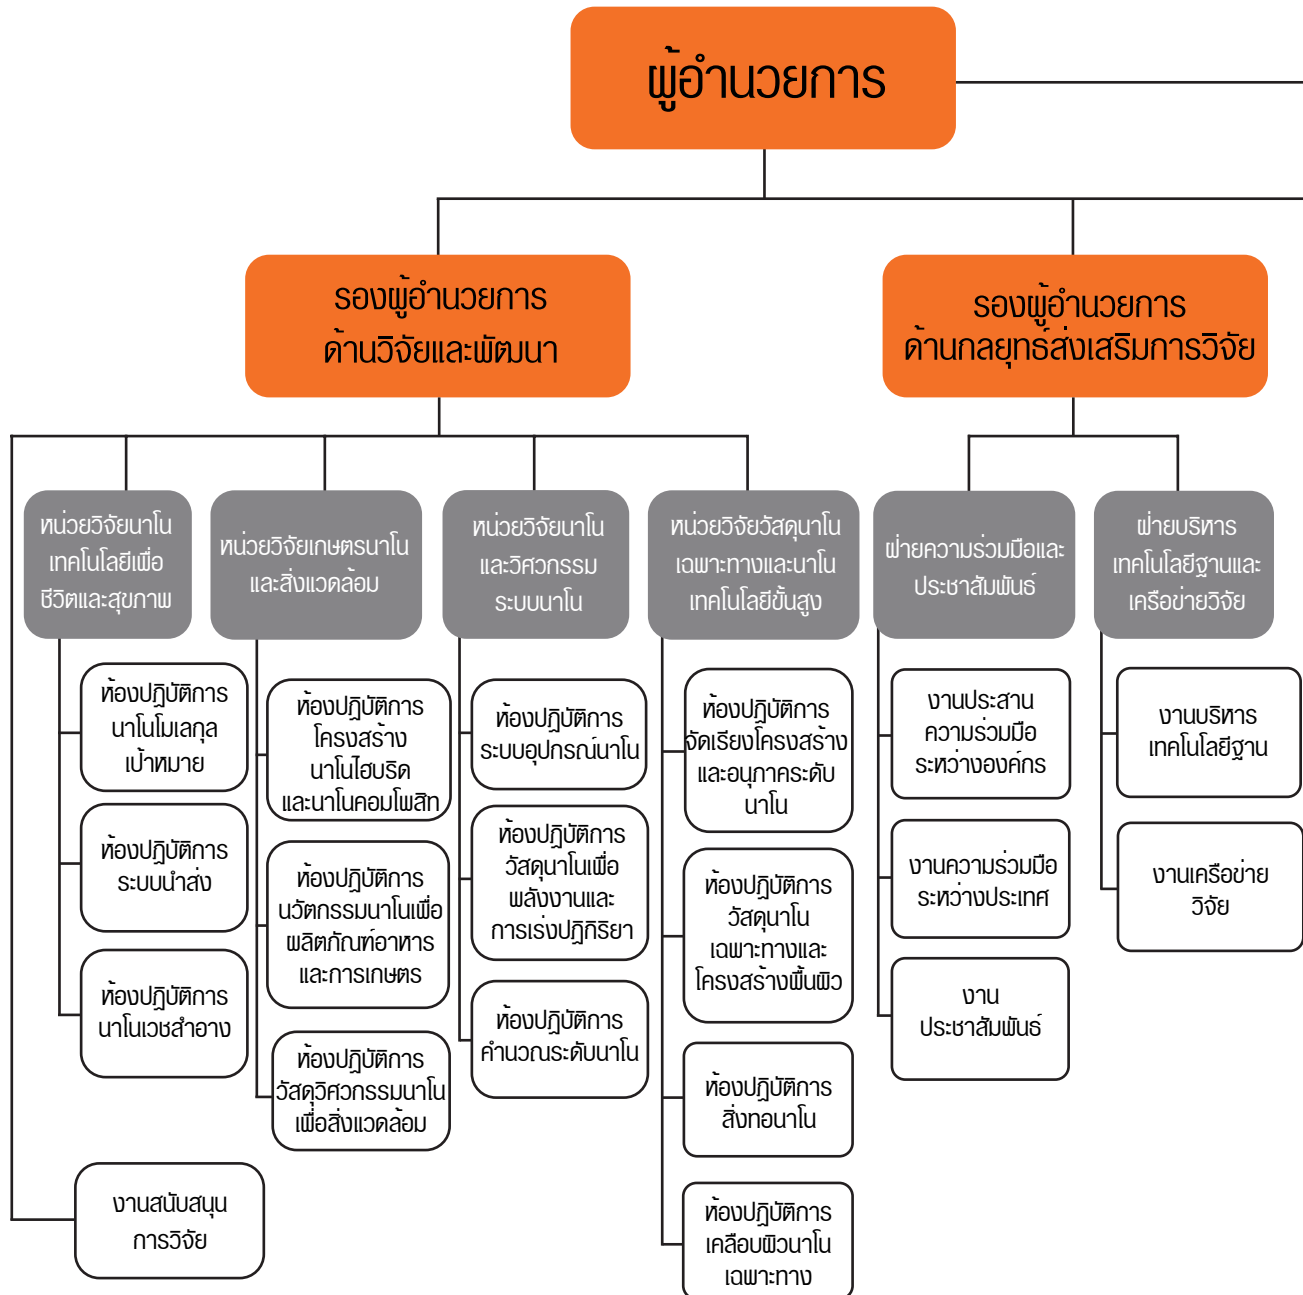 ผู้อำนวยการ
รองผู้อำนวยการ
ด้านวิจัยและพัฒนา
รองผู้อำนวยการ
ด้านกลยุทธ์ส่งเสริมการวิจัย
หน่วยวิจัยนาโน
เทคโนโลยีเพื่อ
ชีวิตและสุขภาพ
หน่วยวิจัยเกษตรนาโน
และสิ่งแวดล้อม
หน่วยวิจัยนาโน
และวิศวกรรม
ระบบนาโน
หน่วยวิจัยวัสดุนาโน
เฉพาะทางและนาโน
เทคโนโลยีขั้นสูง
ฝ่ายความร่วมมือและ
ประชาสัมพันธ์
ฝ่ายบริหาร
เทคโนโลยีฐานและ
เครือข่ายวิจัย
ห้องปฏิบัติการ
นาโนโมเลกุล
เป้าหมาย
ห้องปฏิบัติการ
ระบบนำส่ง
ห้องปฏิบัติการ
นาโนเวชสำอาง
ห้องปฏิบัติการ
โครงสร้าง
นาโนไฮบริด
และนาโนคอมโพสิท
ห้องปฏิบัติการ
นวัตกรรมนาโนเพื่อ
ผลิตภัณฑ์อาหาร
และการเกษตร
ห้องปฏิบัติการ
วัสดุวิศวกรรมนาโน
เพื่อสิ่งแวดล้อม
ห้องปฏิบัติการ
ระบบอุปกรณ์นาโน
ห้องปฏิบัติการ
วัสดุนาโนเพื่อ
พลังงานและ
การเร่งปฏิกิริยา
ห้องปฏิบัติการ
คำนวณระดับนาโน
ห้องปฏิบัติการ
จัดเรียงโครงสร้าง
และอนุภาคระดับ
นาโน
ห้องปฏิบัติการ
วัสดุนาโน
เฉพาะทางและ
โครงสร้างพื้นผิว
ห้องปฏิบัติการ
สิ่งทอนาโน
ห้องปฏิบัติการ
เคลือบผิวนาโน
เฉพาะทาง
งานประสาน
ความร่วมมือ
ระหว่างองค์กร
งานความร่วมมือ
ระหว่างประเทศ
งาน
ประชาสัมพันธ์
งานบริหาร
เทคโนโลยีฐาน
งานเครือข่าย
วิจัย
งานสนับสนุน
การวิจัย